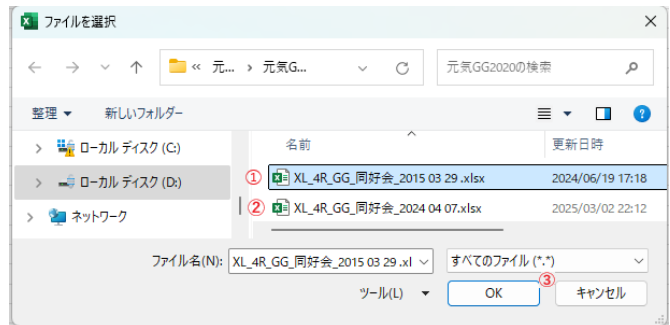 ファイルを選択
元... › 元気G...
元気GG2020の検索
整理 新しいフォルダー
名前 更新日時
ローカル ディスク (C:)
ローカル ディスク (D:)
ネットワーク
① XL_4R_GG_同好会_2015 03 29 .xlsx 2024/06/19 17:18
② XL_4R_GG_同好会_2024 04 07.xlsx 2025/03/02 22:12
ファイル名(N): XL_4R_GG_同好会_2015 03 29 .xl すべてのファイル (*.*)
ツール(L) OK ③ キャンセル